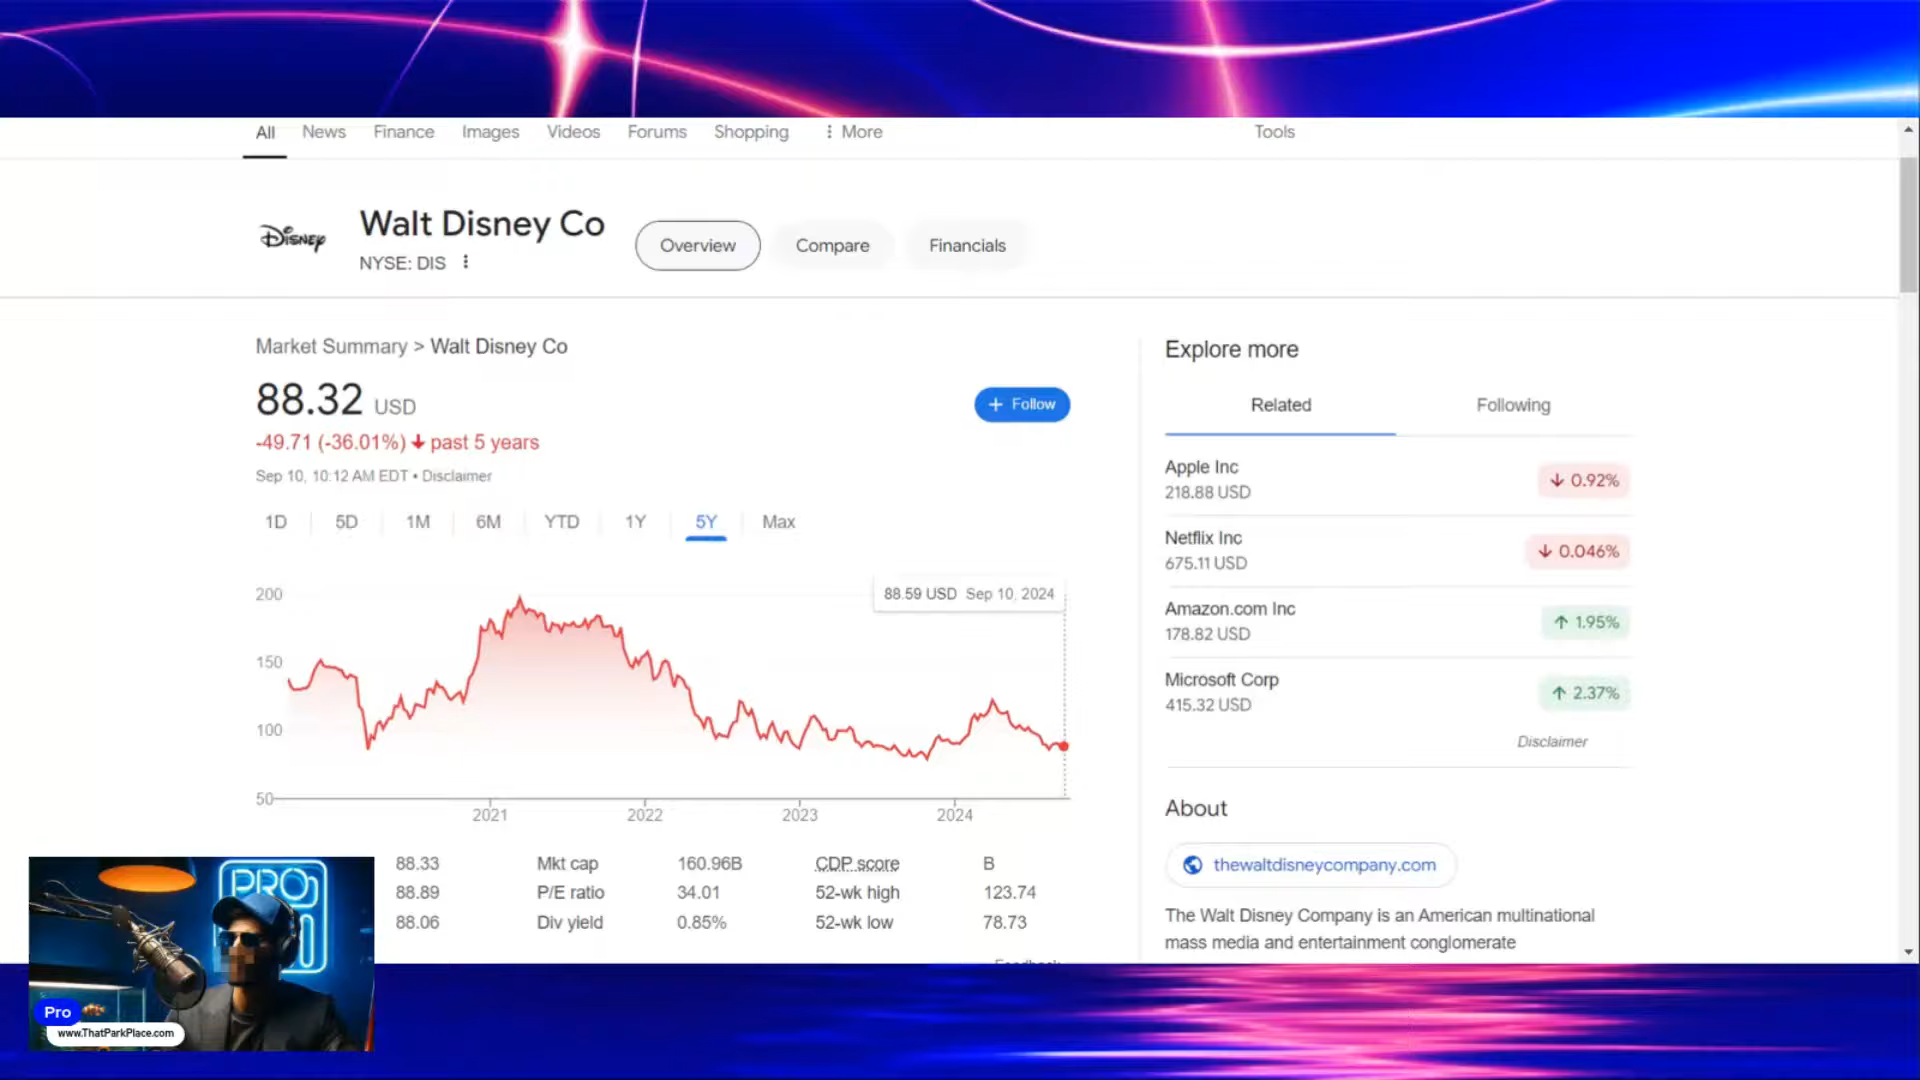 All News Finance Images Videos Forums Shopping More Tools
Disney
Walt Disney Co
NYSE: DIS
Overview Compare Financials
Market Summary > Walt Disney Co
88.32 USD
+ Follow
-49.71 (-36.01%) past 5 years
Sep 10, 10:12 AM EDT • Disclaimer
1D 5D 1M 6M YTD 1Y 5Y Max
88.59 USD Sep 10, 2024
200
150
100
50
2021 2022 2023 2024
88.33 Mkt cap 160.96B CDP score B
88.89 P/E ratio 34.01 52-wk high 123.74
88.06 Div yield 0.85% 52-wk low 78.73
Feedback
Explore more
Related Following
Apple Inc
218.88 USD
0.92%
Netflix Inc
675.11 USD
0.046%
Amazon.com Inc
178.82 USD
1.95%
Microsoft Corp
415.32 USD
2.37%
Disclaimer
About
thewaltdisneycompany.com
The Walt Disney Company is an American multinational
mass media and entertainment conglomerate
PRO
Pro
www.ThatParkPlace.com